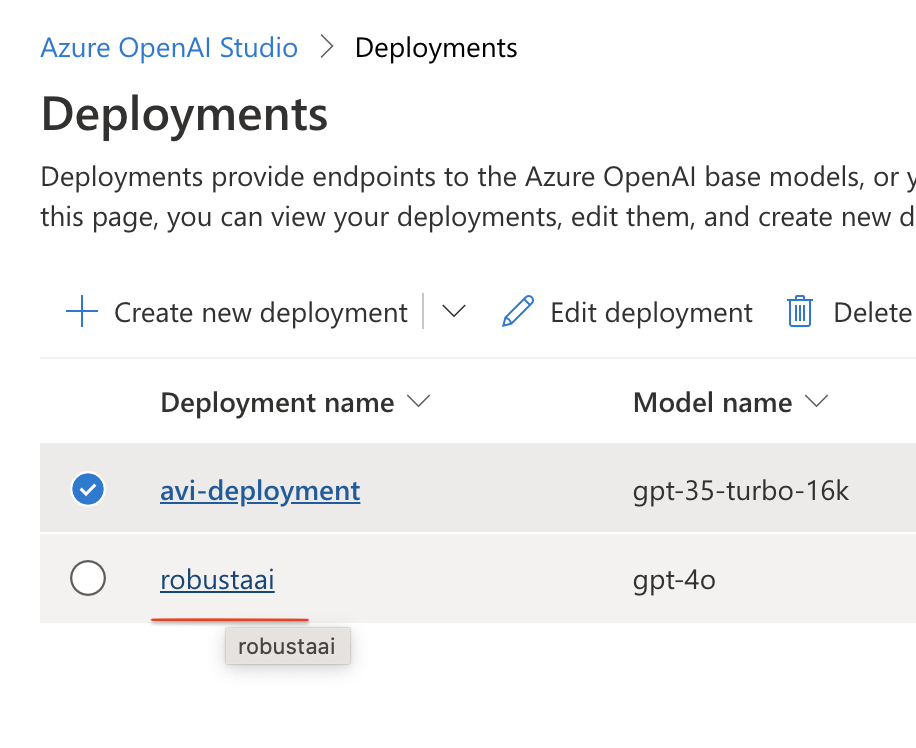 Azure OpenAI Studio > Deployments
Deployments
Deployments provide endpoints to the Azure OpenAI base models, or
this page, you can view your deployments, edit them, and create new
Create new deployment Edit deployment Delete
Deployment name Model name
avi-deployment gpt-35-turbo-16k
robustaai gpt-4o
robustaai